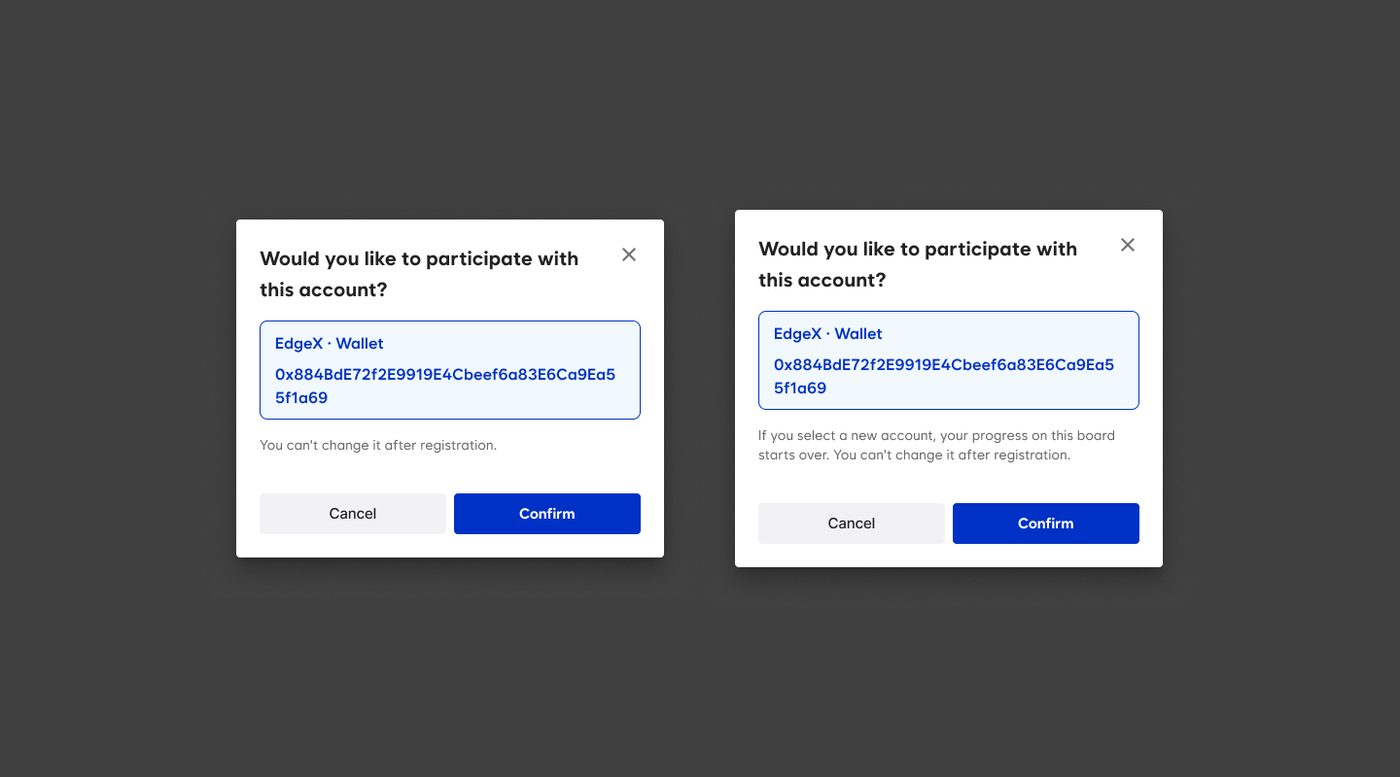 Would you like to participate with
this account?
EdgeX · Wallet
0x884BdE72f2E9919E4Cbeef6a83E6Ca9Ea5
5f1a69
You can't change it after registration.
Cancel
Confirm
Would you like to participate with
this account?
EdgeX · Wallet
0x884BdE72f2E9919E4Cbeef6a83E6Ca9Ea5
5f1a69
If you select a new account, your progress on this board
starts over. You can't change it after registration.
Cancel
Confirm